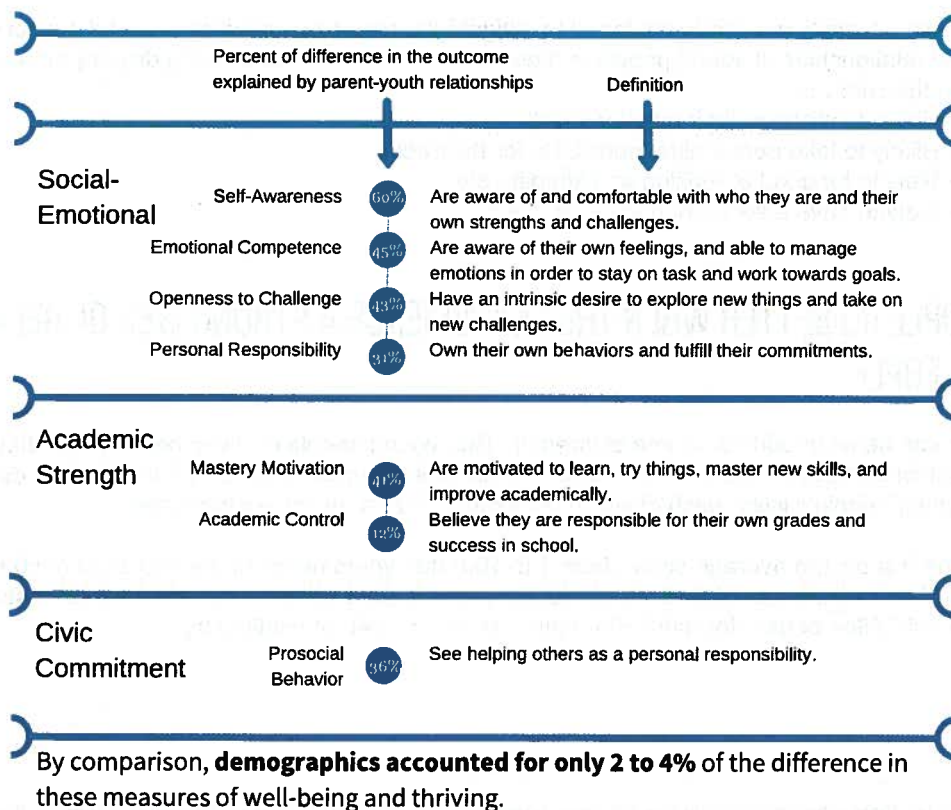 Percent of difference in the outcome
explained by parent-youth relationships
Definition
Social-
Emotional
Self-Awareness
60%
Are aware of and comfortable with who they are and their
own strengths and challenges.
Emotional Competence
45%
Are aware of their own feelings, and able to manage
emotions in order to stay on task and work towards goals.
Openness to Challenge
43%
Have an intrinsic desire to explore new things and take on
new challenges.
Personal Responsibility
31%
Own their own behaviors and fulfill their commitments.
Academic
Strength
Mastery Motivation
41%
Are motivated to learn, try things, master new skills, and
improve academically.
Academic Control
12%
Believe they are responsible for their own grades and
success in school.
Civic
Commitment
Prosocial
Behavior
36%
See helping others as a personal responsibility.
By comparison, demographics accounted for only 2 to 4% of the difference in
these measures of well-being and thriving.